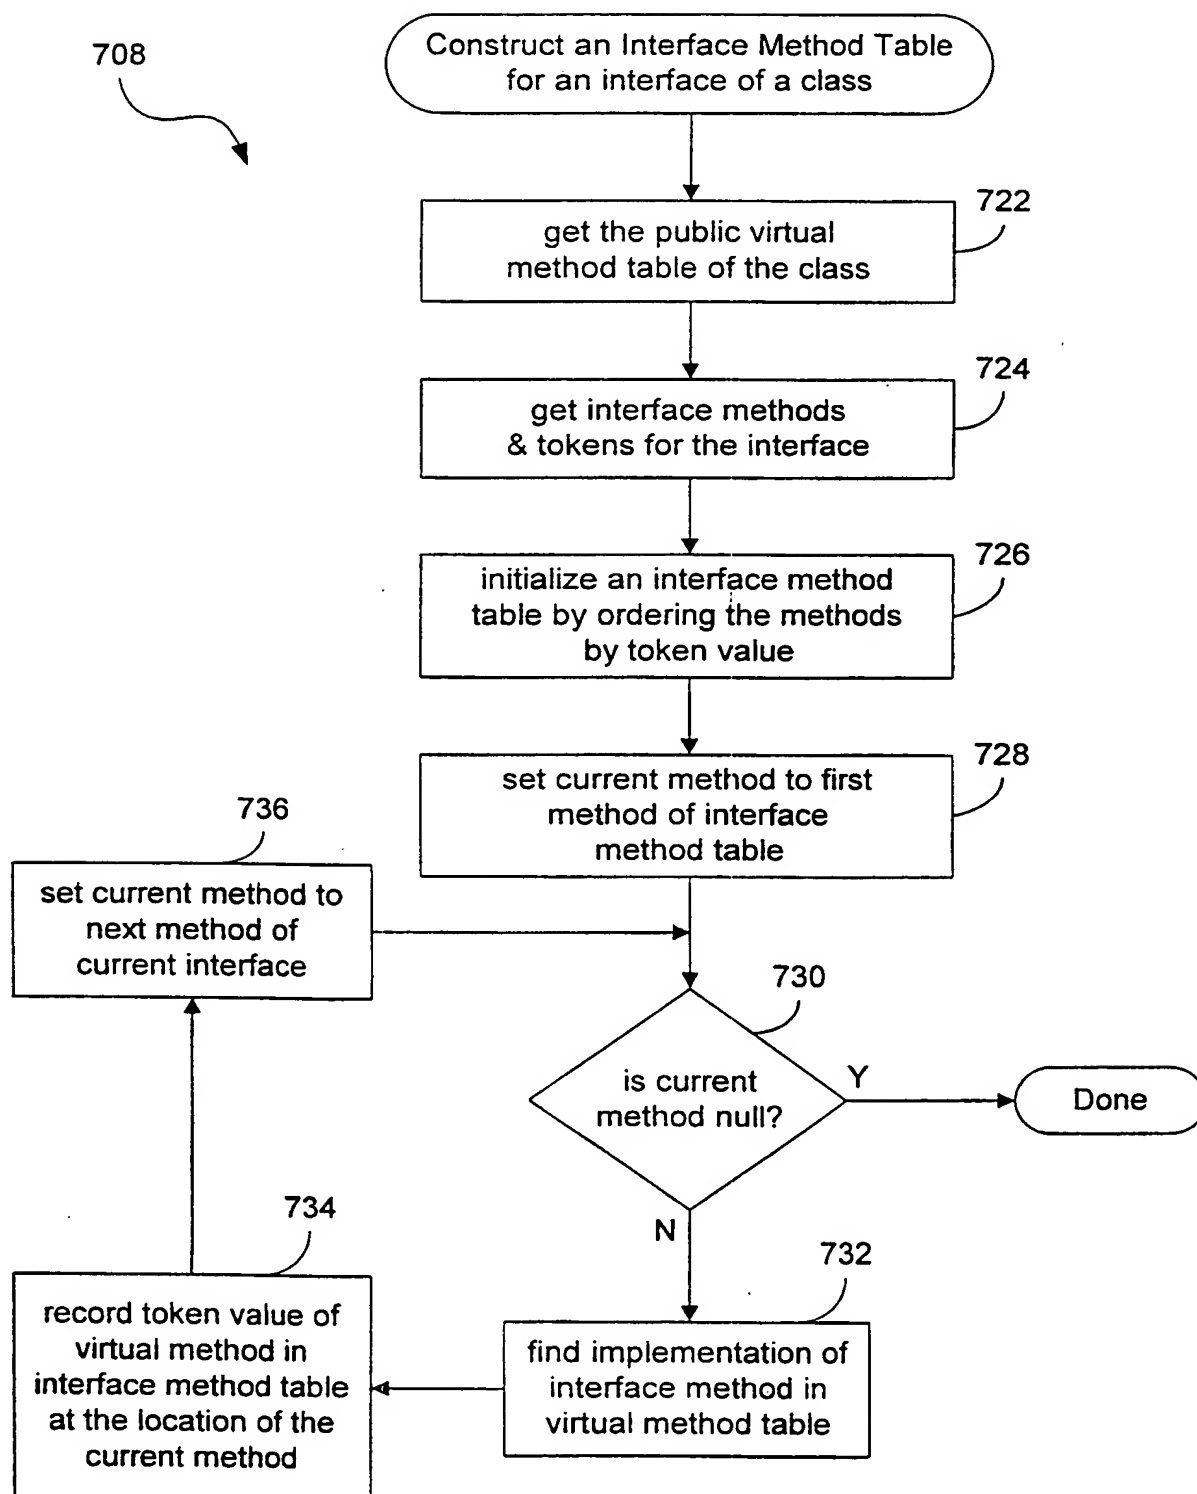 708
Construct an Interface Method Table
for an interface of a class
722
get the public virtual
method table of the class
724
get interface methods
& tokens for the interface
726
initialize an interface method
table by ordering the methods
by token value
728
set current method to first
method of interface
method table
736
set current method to
next method of
current interface
730
is current
method null?
Y
Done
N
734
record token value of
virtual method in
interface method table
at the location of the
current method
732
find implementation of
interface method in
virtual method table